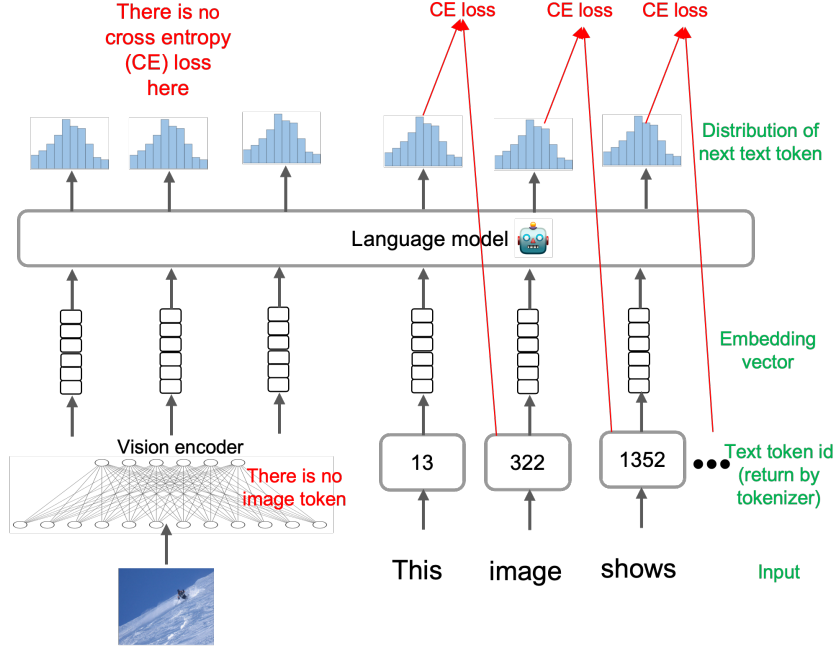 There is no
cross entropy
(CE) loss
here
CE loss
CE loss
CE loss
Distribution of
next text token
Language model
Embedding
vector
Vision encoder
There is no
image token
13
322
1352
Text token id
(return by
tokenizer)
This
image
shows
Input